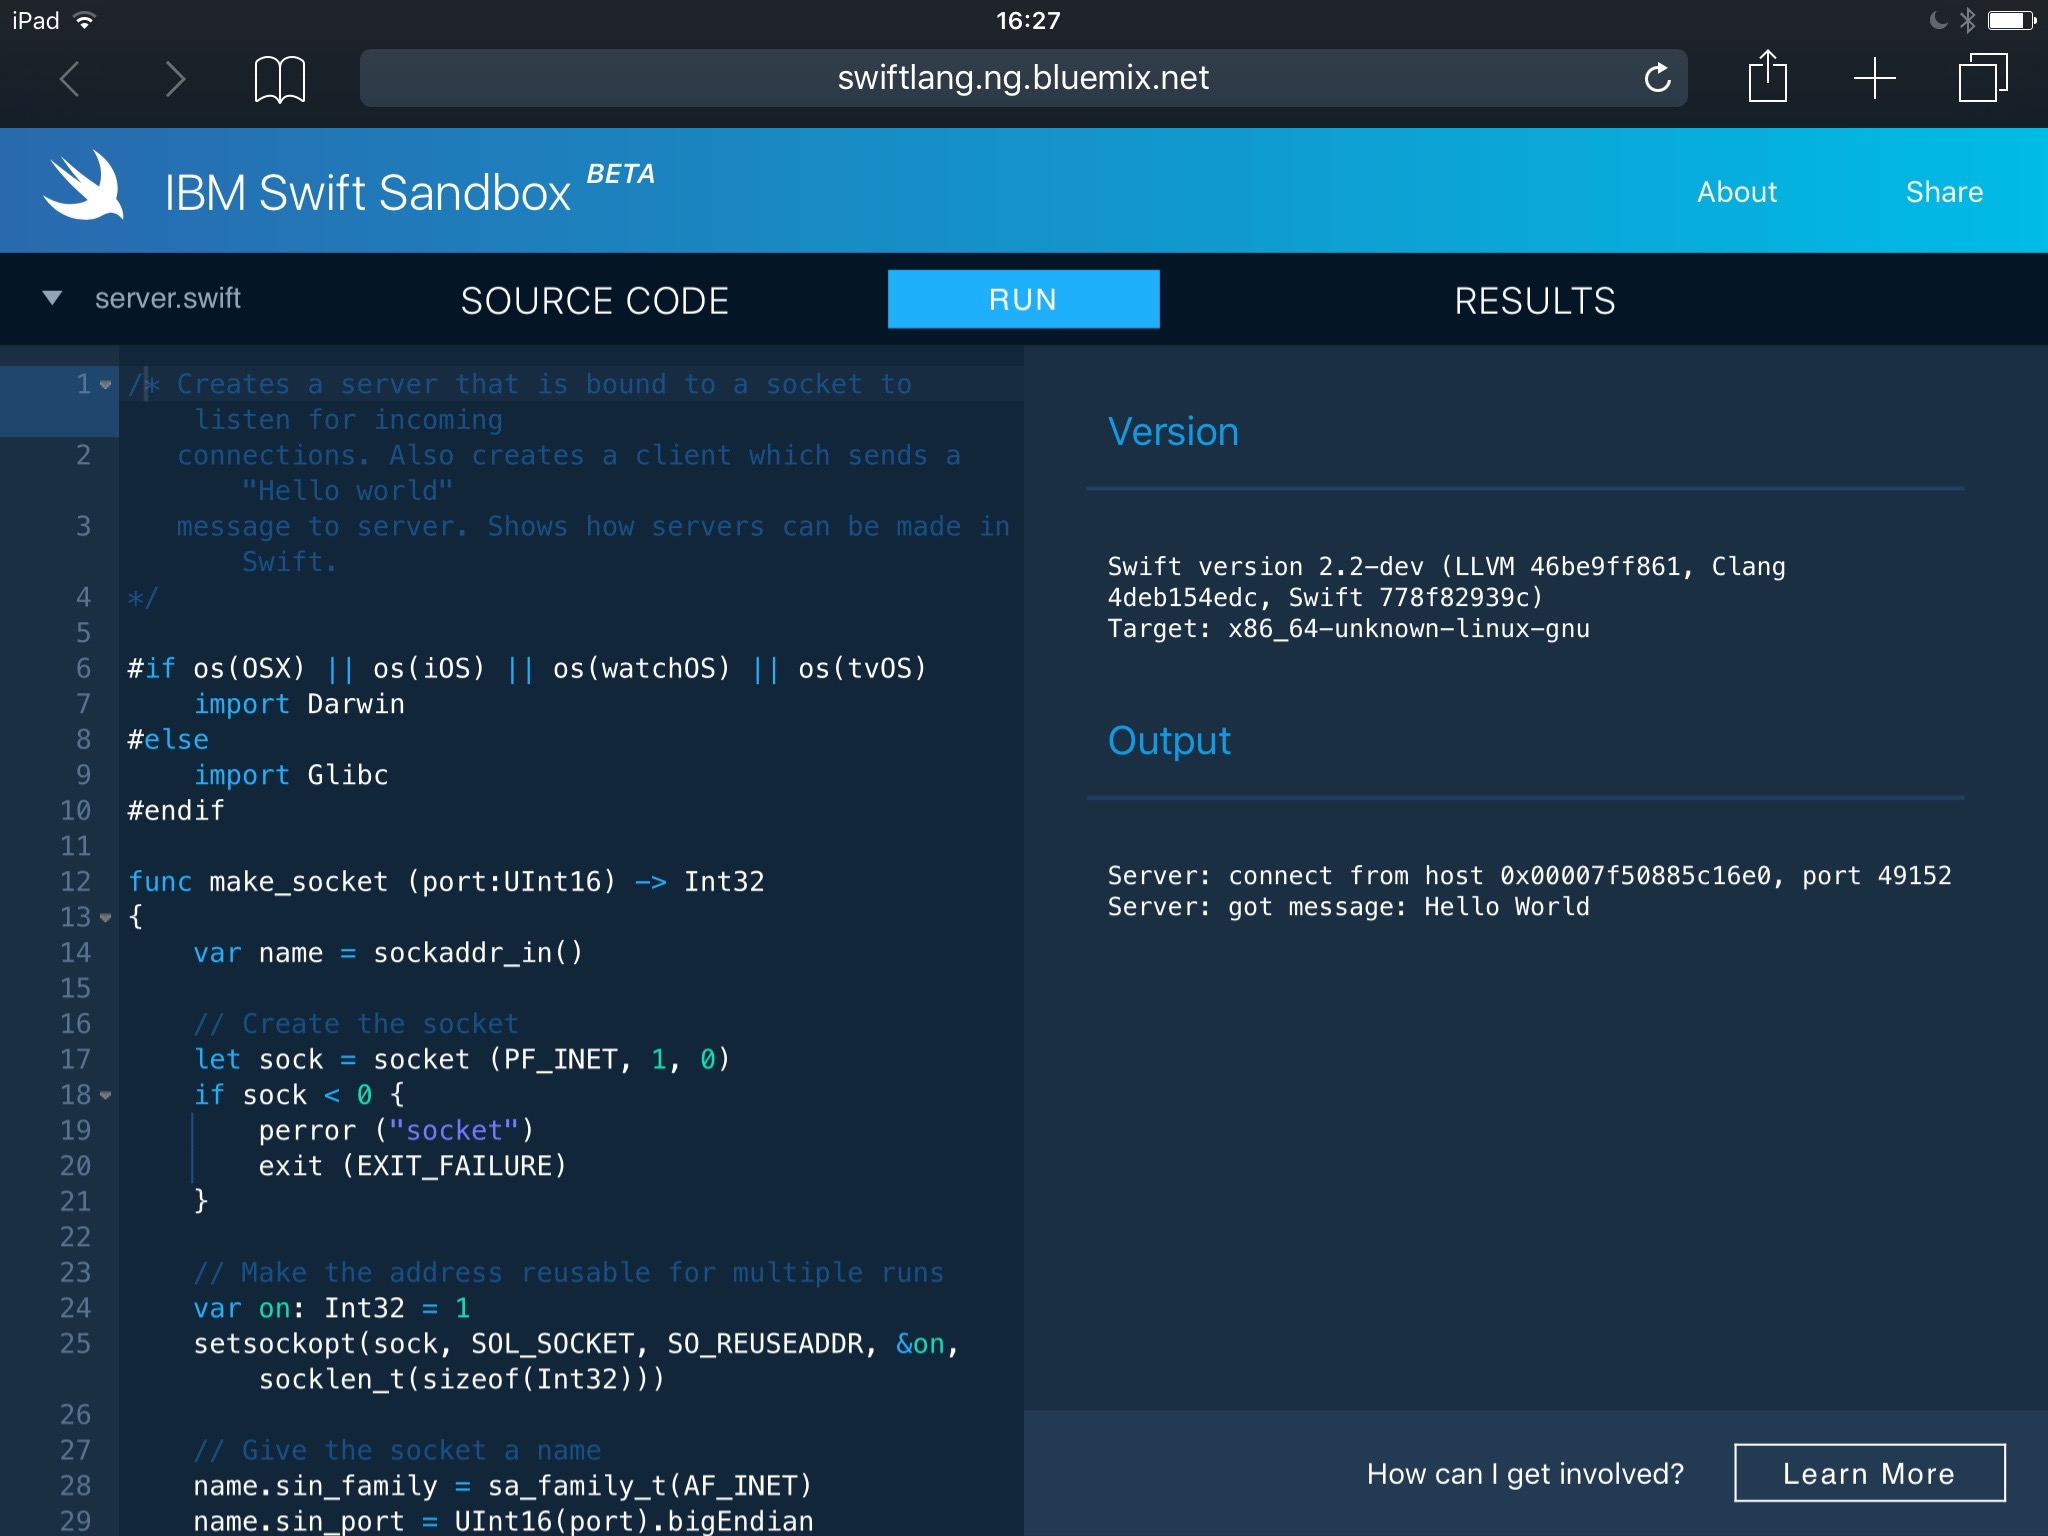 iPad
16:27
swiftlang.ng.bluemix.net
IBM Swift Sandbox BETA
About
Share
server.swift
SOURCE CODE
RUN
RESULTS
1 /* Creates a server that is bound to a socket to
listen for incoming
2 connections. Also creates a client which sends a
"Hello world"
3 message to server. Shows how servers can be made in
Swift.
4 */
5
6 #if os(OSX) || os(iOS) || os(watchOS) || os(tvOS)
7 import Darwin
8 #else
9 import Glibc
10 #endif
11
12 func make_socket (port:UInt16) -> Int32
13 {
14 var name = sockaddr_in()
15
16 // Create the socket
17 let sock = socket (PF_INET, 1, 0)
18 if sock < 0 {
19 perror ("socket")
20 exit (EXIT_FAILURE)
21 }
22
23 // Make the address reusable for multiple runs
24 var on: Int32 = 1
25 setsockopt(sock, SOL_SOCKET, SO_REUSEADDR, &on,
socklen_t(sizeof(Int32)))
26
27 // Give the socket a name
28 name.sin_family = sa_family_t(AF_INET)
29 name.sin_port = UInt16(port).bigEndian
Version
Swift version 2.2-dev (LLVM 46be9ff861, Clang
4deb154edc, Swift 778f82939c)
Target: x86_64-unknown-linux-gnu
Output
Server: connect from host 0x00007f50885c16e0, port 49152
Server: got message: Hello World
How can I get involved?
Learn More